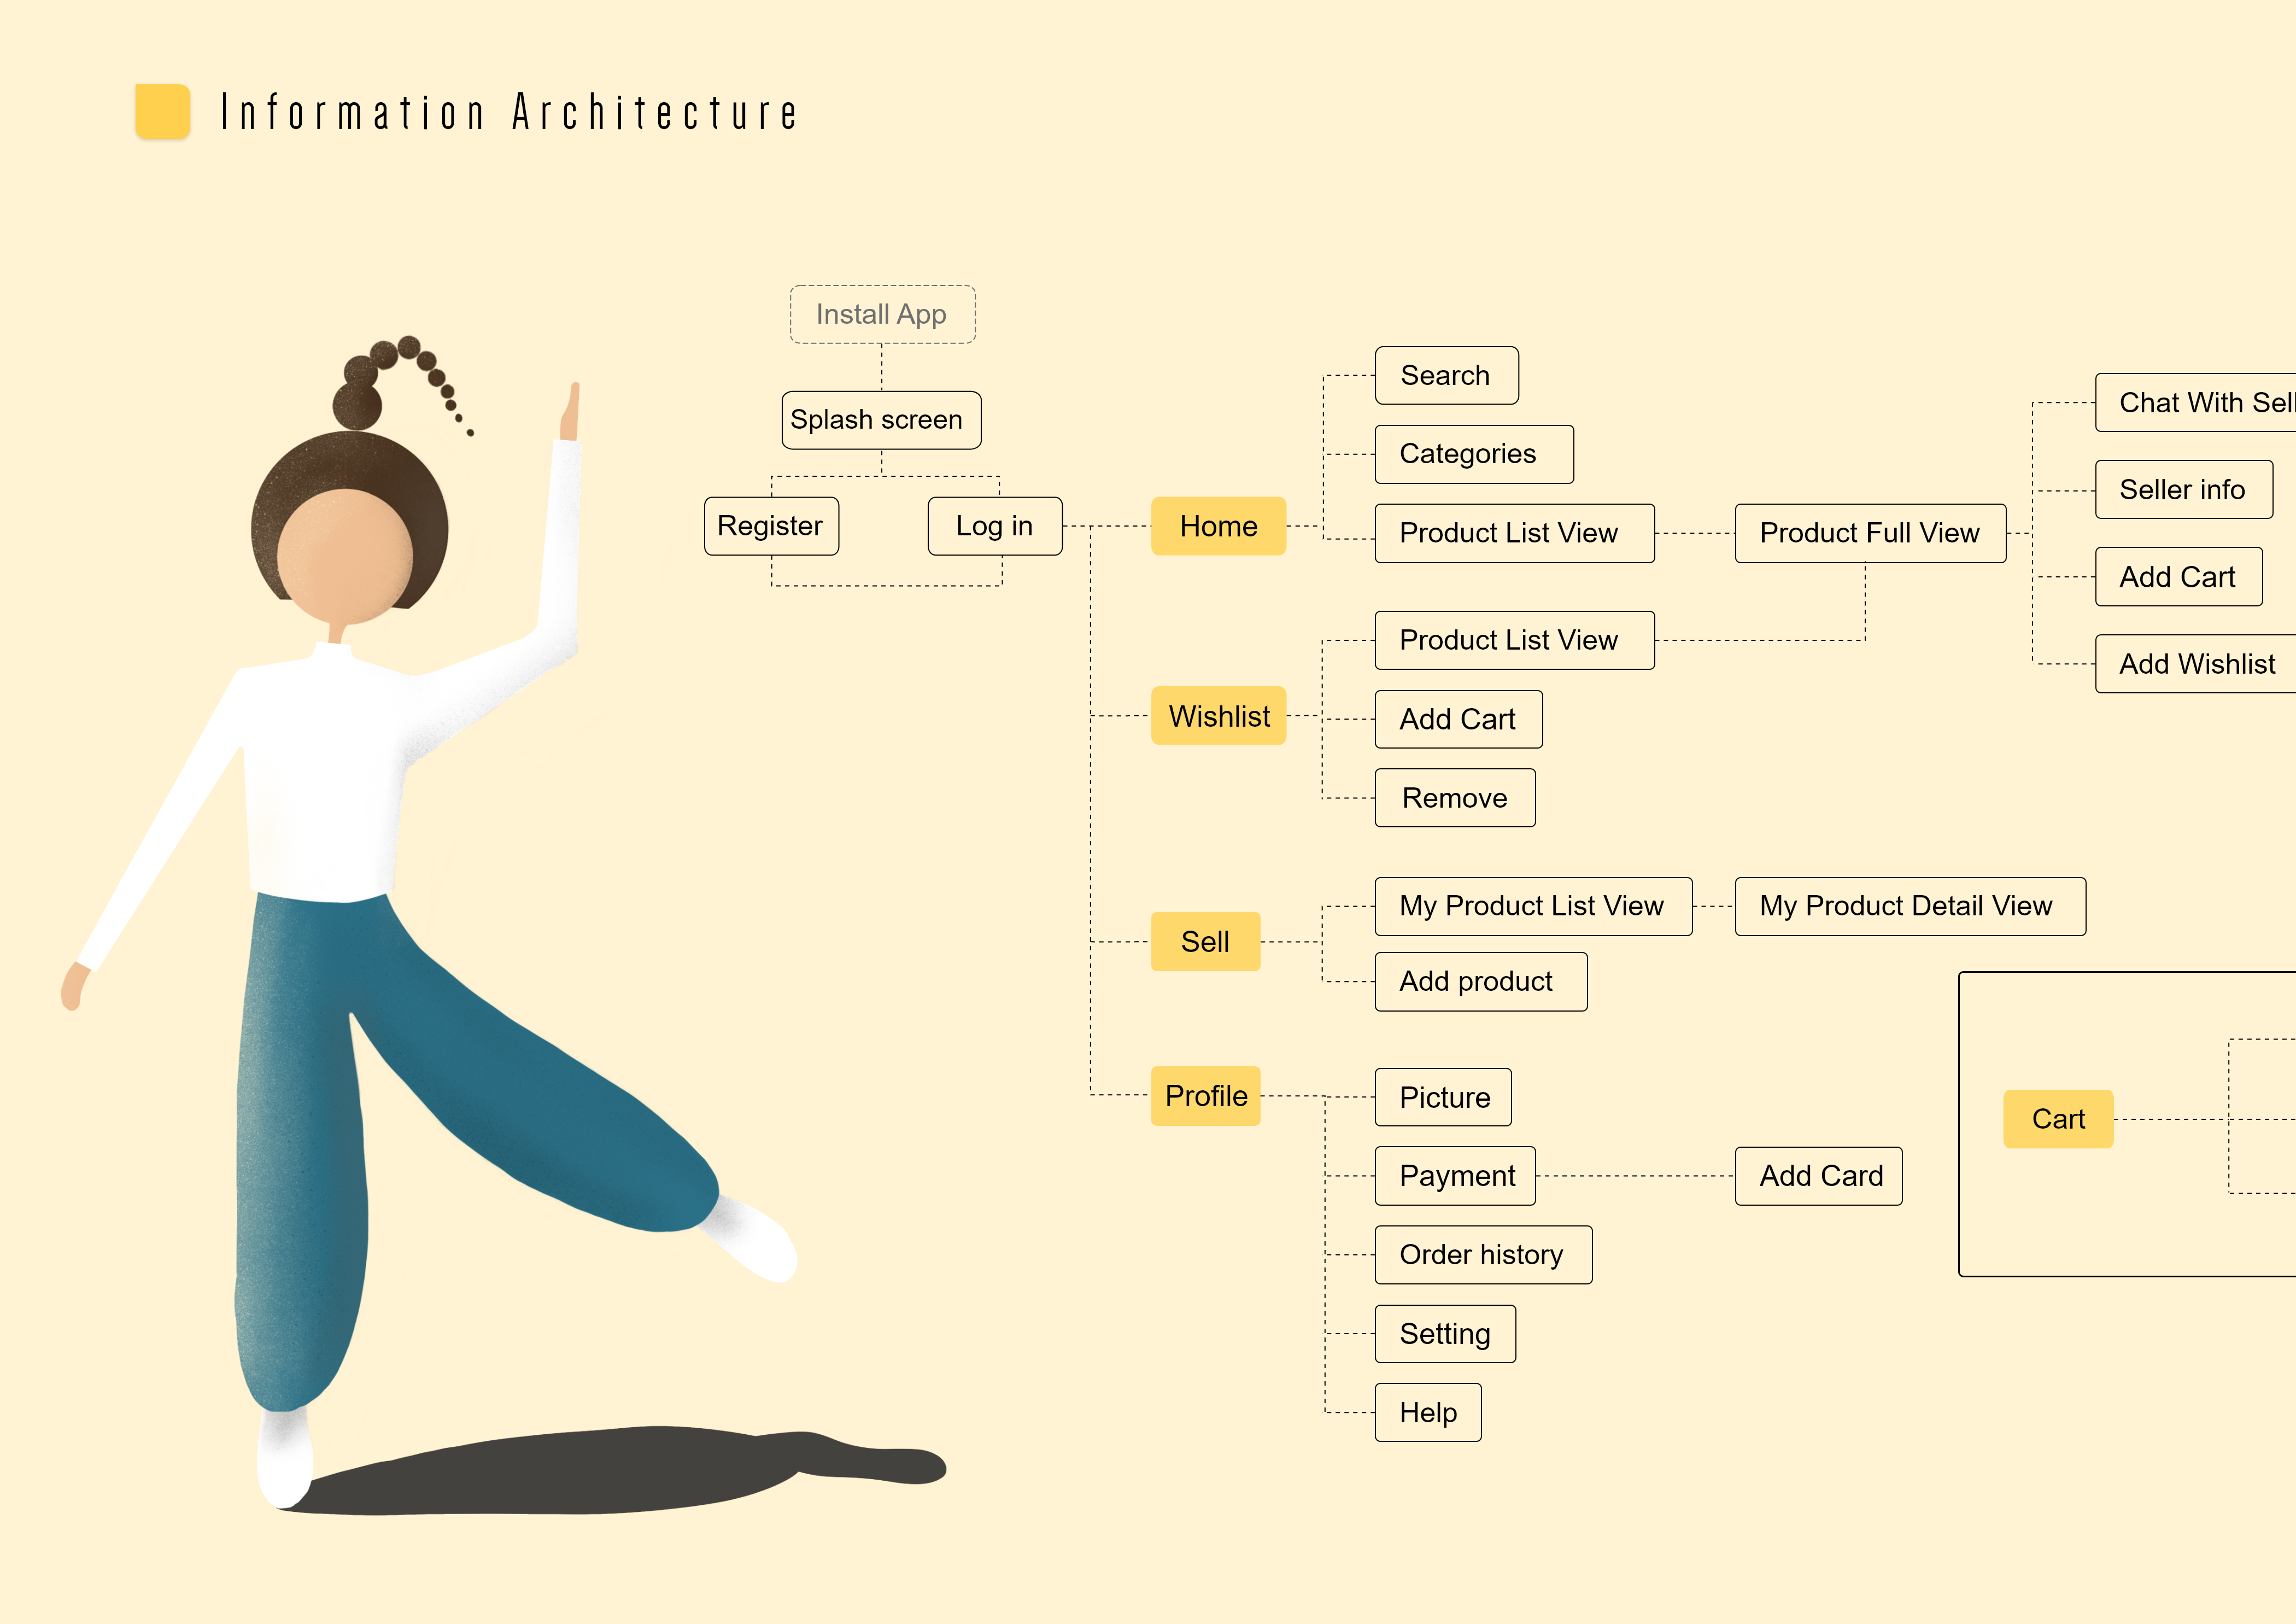 Information Architecture
Install App
Splash screen
Register
Log in
Home
Search
Categories
Product List View
Product Full View
Chat With
Seller info
Add Cart
Add Wishlist
Wishlist
Product List View
Add Cart
Remove
Sell
My Product List View
My Product Detail View
Add product
Profile
Picture
Payment
Add Card
Order history
Setting
Help
Cart